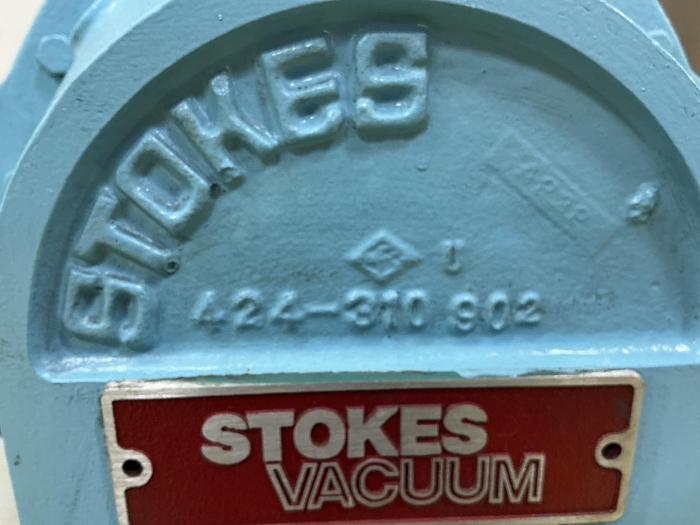 STOKES
424-310 902
STOKES
VACUUM